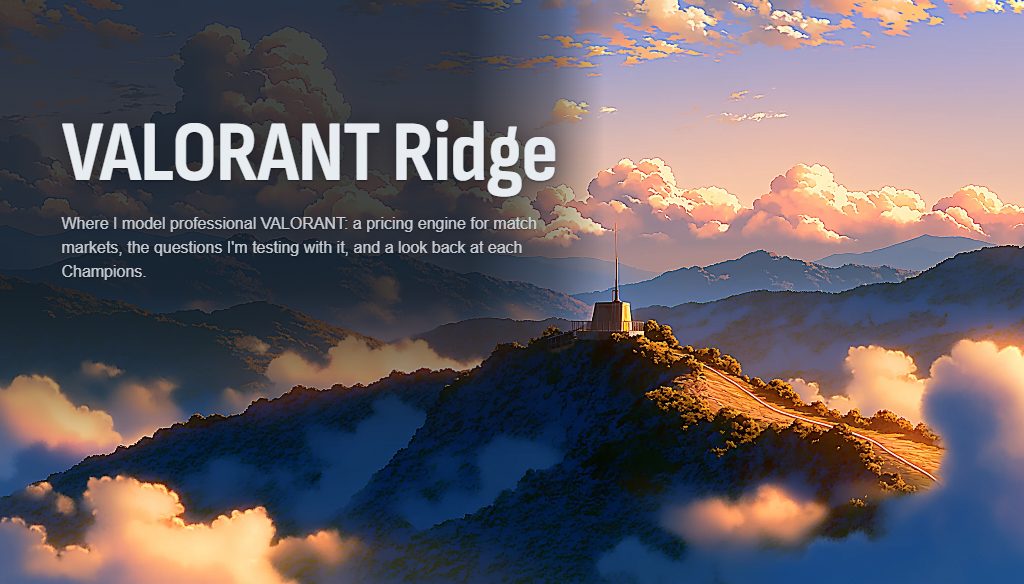 VALORANT Ridge
Where I model professional VALORANT: a pricing engine for match
markets, the questions I'm testing with it, and a look back at each
Champions.